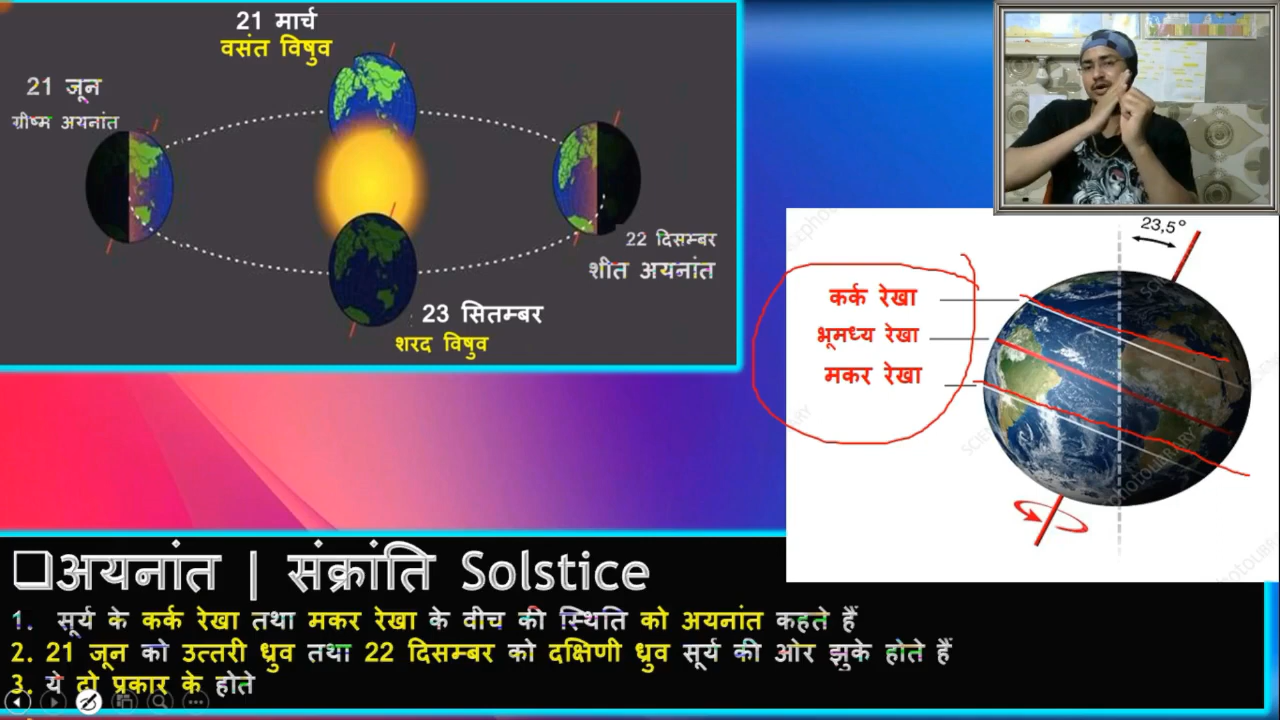 21 मार्च
वसंत विषुव
21 जून
ग्रीष्म अयनांत
22 दिसम्बर
शीत अयनांत
23 सितम्बर
शरद विषुव
23,5°
कर्क रेखा
भूमध्य रेखा
मकर रेखा
अयनांत | संक्रांति Solstice
1. सूर्य के कर्क रेखा तथा मकर रेखा के वीच की स्थिति को अयनांत कहते हैं
2. 21 जून को उत्तरी ध्रुव तथा 22 दिसम्बर को दक्षिणी ध्रुव सूर्य की ओर झुके होते हैं
3. ये दो प्रकार के होते